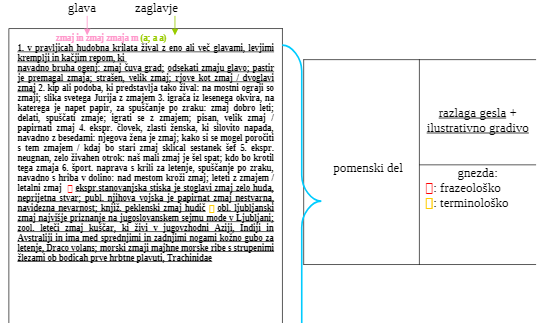 glava zaglavje
zmaj in zmaj zmaja m (a; a a)
1. v pravljicah hudobna krilata žival z eno ali več glavami, levjimi
kremplji in kačjim repom, ki
navadno bruha ogenj: zmaj čuva grad; odsekati zmaju glavo; pastir
je premagal zmaja; strašen, velik zmaj; rjove kot zmaj / dvoglavi
zmaj 2. kip ali podoba, ki predstavlja tako žival: na mostni ograji so
zmaji; slika svetega Jurija z zmajem 3. igrača iz lesenega okvira, na
katerega je napet papir, za spuščanje po zraku: zmaj dobro leti;
delati, spuščati zmaje; igrati se z zmajem; pisan, velik zmaj /
papirnati zmaj 4. ekspr. človek, zlasti ženska, ki silovito napada,
navadno z besedami: njegova žena je zmaj; kako si se mogel poročiti
s tem zmajem / kdaj bo stari zmaj sklical sestanek šef 5. ekspr.
neugnan, zelo živahen otrok: naš mali zmaj je šel spat; kdo bo krotil
tega zmaja 6. šport. naprava s krili za letenje, spuščanje po zraku,
navadno s hriba v dolino: nad mestom kroži zmaj; leteti z zmajem /
letalni zmaj ▯ ekspr.stanovanjska stiska je stoglavi zmaj zelo huda,
neprijetna stvar; publ. njihova vojska je papirnat zmaj nestvarna,
navidezna nevarnost; knjiž. peklenski zmaj hudič ▯ obl. ljubljanski
zmaj najvišje priznanje na jugoslovanskem sejmu mode v Ljubljani;
zool. leteči zmaj kuščar, ki živi v jugovzhodni Aziji, Indiji in
Avstraliji in ima med sprednjimi in zadnjimi nogami kožno gubo za
letenje, Draco volans; morski zmaji majhne morske ribe s strupenimi
žlezami ob bodicah prve hrbtne plavuti, Trachinidae
pomenski del
razlaga gesla +
ilustrativno gradivo
gnezda:
▯: frazeološko
▯: terminološko